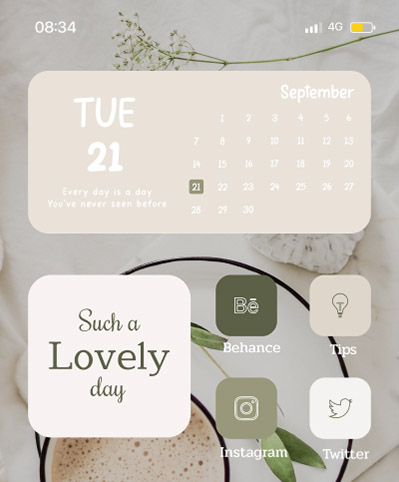 08:34
4G
TUE
21
Every day is a day
You've never seen before
September
1 2 3 4 5 6
7 8 9 10 11 12 13
14 15 16 17 18 19 20
21 22 23 24 25 26 27
28 29 30
Such a
Lovely
day
Bē
Behance
Tips
Instagram
Twitter